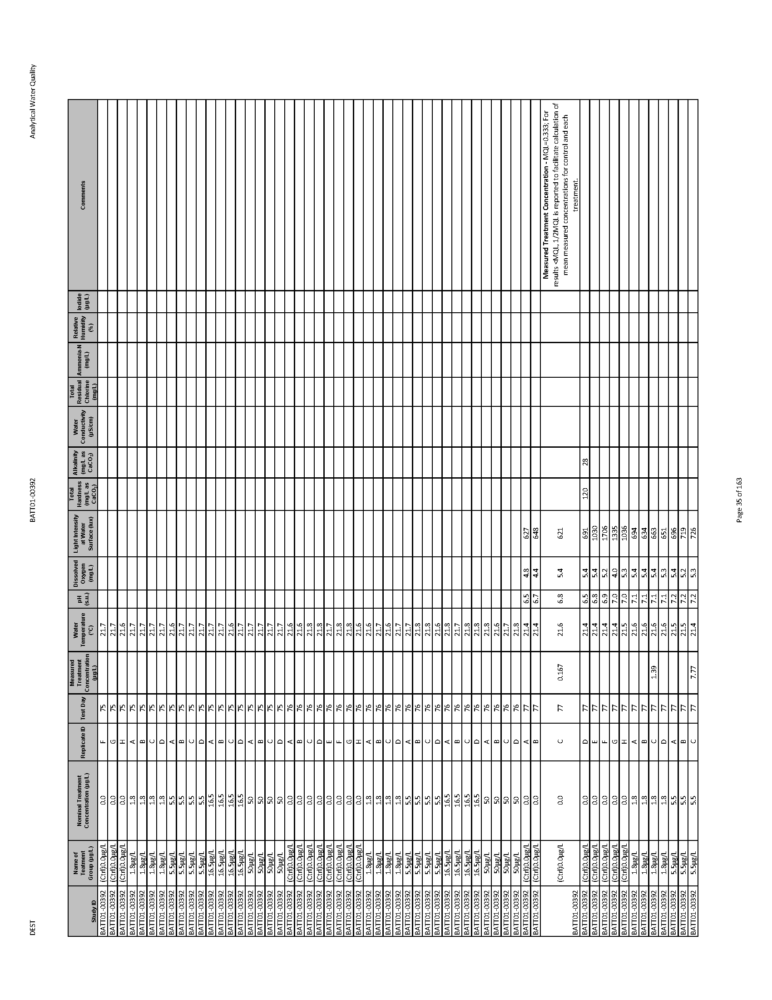 DEST BATT01-00392 Analytical Water Quality
Study ID Name of Teatment Group (µg/L) Nominal Treatment Concentration (µg/L) Replicate ID Test Day Measured Treatment Concentration (µg/L) Water Temperature (°C) pH (s.u.) Dissolved Oxygen (mg/L) Light Intensity at Water Surface (lux) Total Hardness (mg/L as CaCO₃) Alkalinity (mg/L as CaCO₃) Water Conductivity (µS/cm) Total Residual Chlorine (mg/L) Ammonia-N (mg/L) Relative Humidity (%) Iodide (µg/L) Comments
BATT01-00392 (Ctrl)0.0µg/L 0.0 F 75 21.7
BATT01-00392 (Ctrl)0.0µg/L 0.0 G 75 21.7
BATT01-00392 (Ctrl)0.0µg/L 0.0 H 75 21.6
BATT01-00392 1.8µg/L 1.8 A 75 21.7
BATT01-00392 1.8µg/L 1.8 B 75 21.7
BATT01-00392 1.8µg/L 1.8 C 75 21.7
BATT01-00392 1.8µg/L 1.8 D 75 21.7
BATT01-00392 5.5µg/L 5.5 A 75 21.6
BATT01-00392 5.5µg/L 5.5 B 75 21.7
BATT01-00392 5.5µg/L 5.5 C 75 21.7
BATT01-00392 5.5µg/L 5.5 D 75 21.7
BATT01-00392 16.5µg/L 16.5 A 75 21.7
BATT01-00392 16.5µg/L 16.5 B 75 21.7
BATT01-00392 16.5µg/L 16.5 C 75 21.6
BATT01-00392 16.5µg/L 16.5 D 75 21.7
BATT01-00392 50µg/L 50 A 75 21.7
BATT01-00392 50µg/L 50 B 75 21.7
BATT01-00392 50µg/L 50 C 75 21.7
BATT01-00392 50µg/L 50 D 75 21.7
BATT01-00392 (Ctrl)0.0µg/L 0.0 A 76 21.6
BATT01-00392 (Ctrl)0.0µg/L 0.0 B 76 21.6
BATT01-00392 (Ctrl)0.0µg/L 0.0 C 76 21.8
BATT01-00392 (Ctrl)0.0µg/L 0.0 D 76 21.8
BATT01-00392 (Ctrl)0.0µg/L 0.0 E 76 21.7
BATT01-00392 (Ctrl)0.0µg/L 0.0 F 76 21.8
BATT01-00392 (Ctrl)0.0µg/L 0.0 G 76 21.8
BATT01-00392 (Ctrl)0.0µg/L 0.0 H 76 21.6
BATT01-00392 1.8µg/L 1.8 A 76 21.6
BATT01-00392 1.8µg/L 1.8 B 76 21.7
BATT01-00392 1.8µg/L 1.8 C 76 21.6
BATT01-00392 1.8µg/L 1.8 D 76 21.7
BATT01-00392 5.5µg/L 5.5 A 76 21.7
BATT01-00392 5.5µg/L 5.5 B 76 21.8
BATT01-00392 5.5µg/L 5.5 C 76 21.8
BATT01-00392 5.5µg/L 5.5 D 76 21.6
BATT01-00392 16.5µg/L 16.5 A 76 21.8
BATT01-00392 16.5µg/L 16.5 B 76 21.7
BATT01-00392 16.5µg/L 16.5 C 76 21.8
BATT01-00392 16.5µg/L 16.5 D 76 21.8
BATT01-00392 50µg/L 50 A 76 21.8
BATT01-00392 50µg/L 50 B 76 21.6
BATT01-00392 50µg/L 50 C 76 21.7
BATT01-00392 50µg/L 50 D 76 21.8
BATT01-00392 (Ctrl)0.0µg/L 0.0 A 77 21.4 6.5 4.8 627
BATT01-00392 (Ctrl)0.0µg/L 0.0 B 77 21.4 6.7 4.4 648
BATT01-00392 (Ctrl)0.0µg/L 0.0 C 77 0.167 21.6 6.8 5.4 621 Measured Treatment Concentration - MQL=0.333; For
results <MQL, 1/2MQL is reported to facilitate calculation of
mean measured concentrations for control and each
treatment.
BATT01-00392 (Ctrl)0.0µg/L 0.0 D 77 21.4 6.5 5.4 691 120 28
BATT01-00392 (Ctrl)0.0µg/L 0.0 E 77 21.4 6.8 5.4 1030
BATT01-00392 (Ctrl)0.0µg/L 0.0 F 77 21.4 6.9 5.2 1706
BATT01-00392 (Ctrl)0.0µg/L 0.0 G 77 21.4 7.0 4.0 1335
BATT01-00392 (Ctrl)0.0µg/L 0.0 H 77 21.5 7.0 5.3 1036
BATT01-00392 1.8µg/L 1.8 A 77 21.6 7.1 5.4 694
BATT01-00392 1.8µg/L 1.8 B 77 21.6 7.1 5.4 634
BATT01-00392 1.8µg/L 1.8 C 77 1.39 21.6 7.1 5.4 663
BATT01-00392 1.8µg/L 1.8 D 77 21.6 7.1 5.3 651
BATT01-00392 5.5µg/L 5.5 A 77 21.5 7.2 5.4 696
BATT01-00392 5.5µg/L 5.5 B 77 21.5 7.2 5.2 719
BATT01-00392 5.5µg/L 5.5 C 77 7.77 21.4 7.2 5.3 726
Page 35 of 163